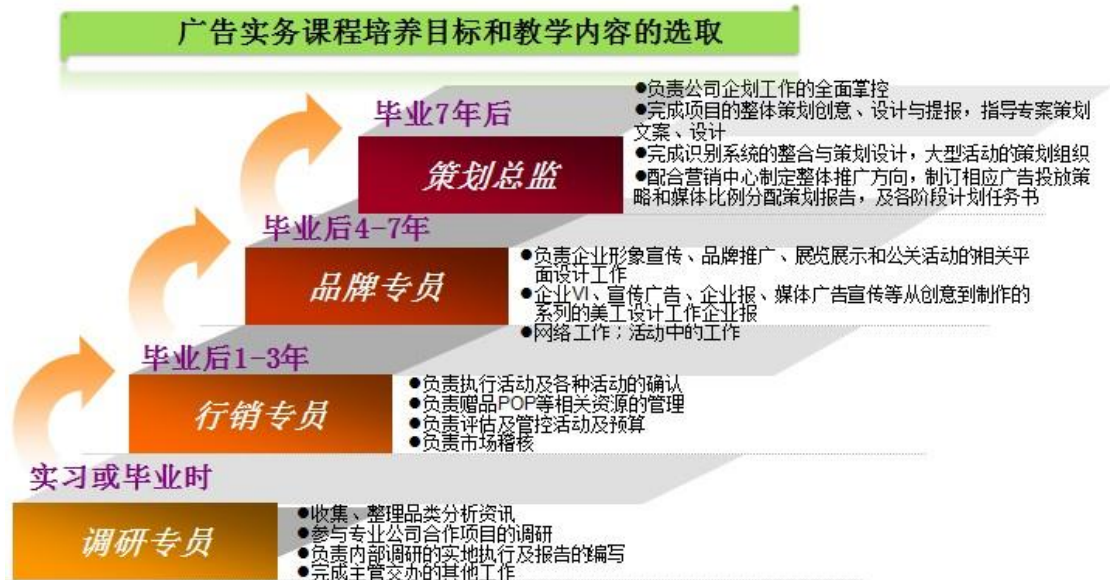 广告实务课程培养目标和教学内容的选取
毕业7年后
策划总监
●负责公司企划工作的全面掌控
●完成项目的整体策划创意、设计与提报，指导专案策划
文案、设计
●完成识别系统的整合与策划设计，大型活动的策划组织
●配合营销中心制定整体推广方向，制订相应广告投放策
略和媒体比例分配策划报告，及各阶段计划任务书
毕业后4-7年
品牌专员
●负责企业形象宣传、品牌推广、展览展示和公关活动的相关平
面设计工作
●企业VI、宣传广告、企业报、媒体广告宣传等从创意到制作的
系列的美工设计工作企业报
●网络工作；活动中的工作
毕业后1-3年
行销专员
●负责执行活动及各种活动的确认
●负责赠品POP等相关资源的管理
●负责评估及管控活动及预算
●负责市场稽核
实习或毕业时
调研专员
●收集、整理品类分析资讯
●参与专业公司合作项目的调研
●负责内部调研的实地执行及报告的编写
●完成主管交办的其他工作